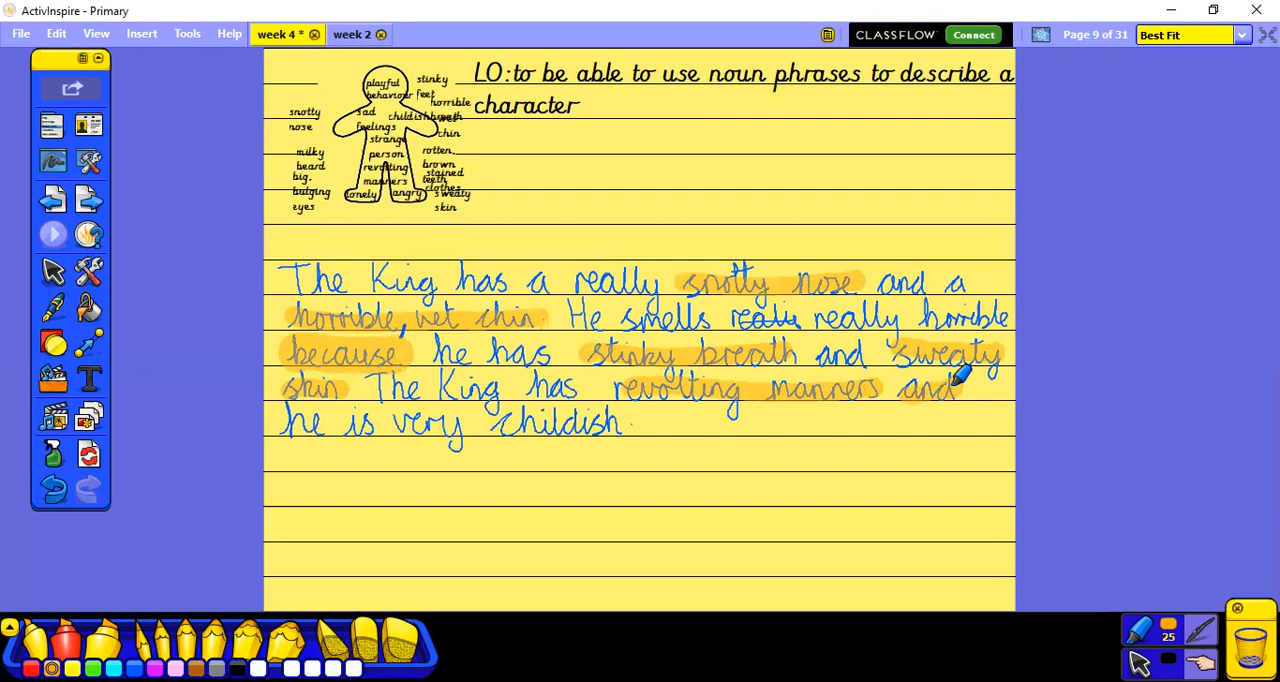 ActivInspire - Primary
File Edit View Insert Tools Help week 4 * week 2 CLASSFLOW Connect Page 9 of 31 Best Fit
LO:to be able to use noun phrases to describe a
character
playful
behaviour
sad
feelings
childish
strange
person
revolting
manners
lonely angry
snotty
nose
milky
beard
big,
bulging
eyes
stinky
feet
horrible
breath
wet
chin
rotten,
brown
teeth
stained
clothes
sweaty
skin
The King has a really snotty nose and a
horrible, wet chin. He smells really horrible
because he has stinky breath and sweaty
skin The King has revolting manners and
he is very childish.
25